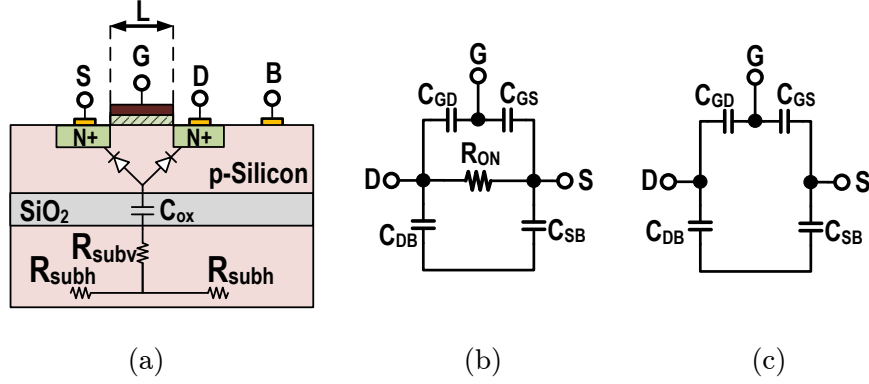 L
S G D B
N+ N+
p-Silicon
SiO2 Cox
Rsubv
Rsubh Rsubh
(a)
G
CGD CGS
RON
D S
CDB CSB
(b)
G
CGD CGS
D S
CDB CSB
(c)